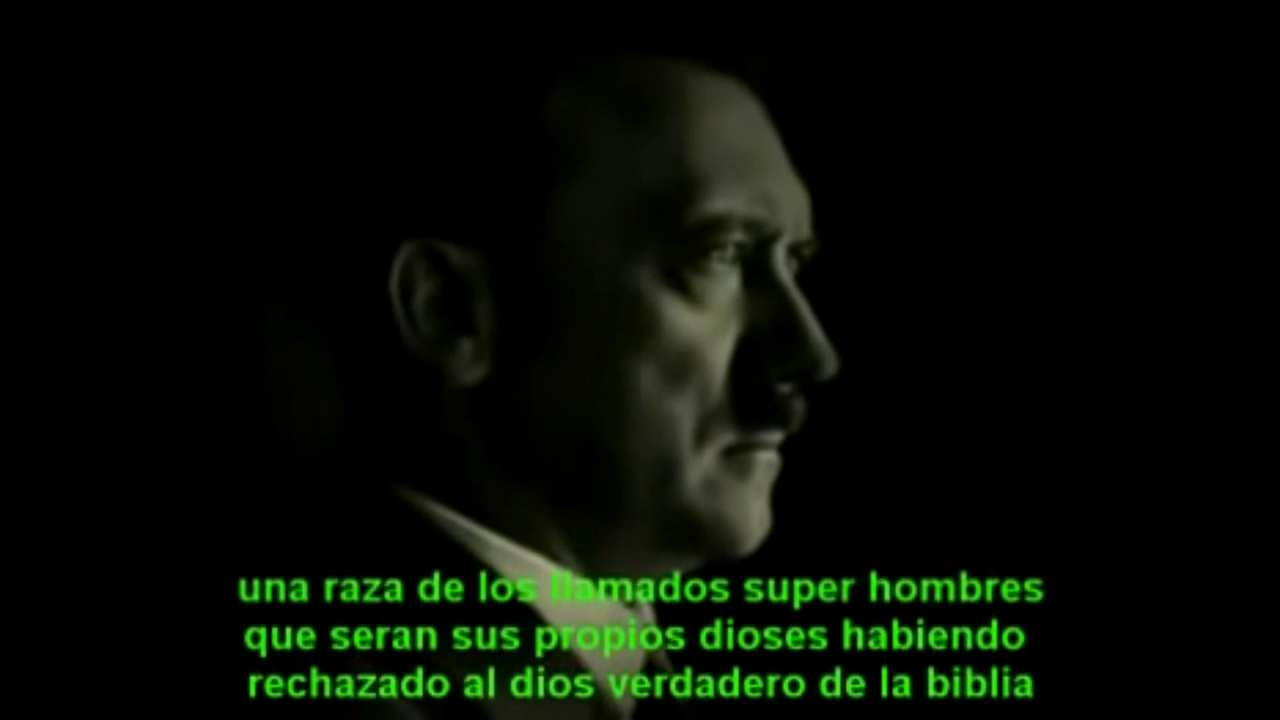 una raza de los llamados super hombres
que seran sus propios dioses habiendo
rechazado al dios verdadero de la biblia